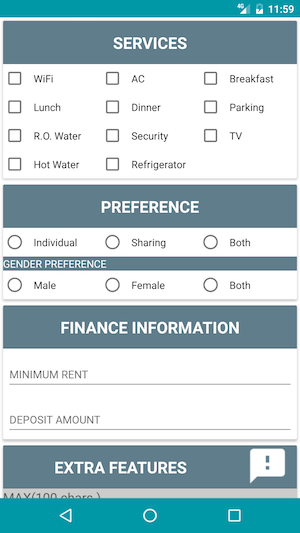 4G 11:59
SERVICES
WiFi AC Breakfast
Lunch Dinner Parking
R.O. Water Security TV
Hot Water Refrigerator
PREFERENCE
Individual Sharing Both
GENDER PREFERENCE
Male Female Both
FINANCE INFORMATION
MINIMUM RENT
DEPOSIT AMOUNT
EXTRA FEATURES
MAX(100 chars.)